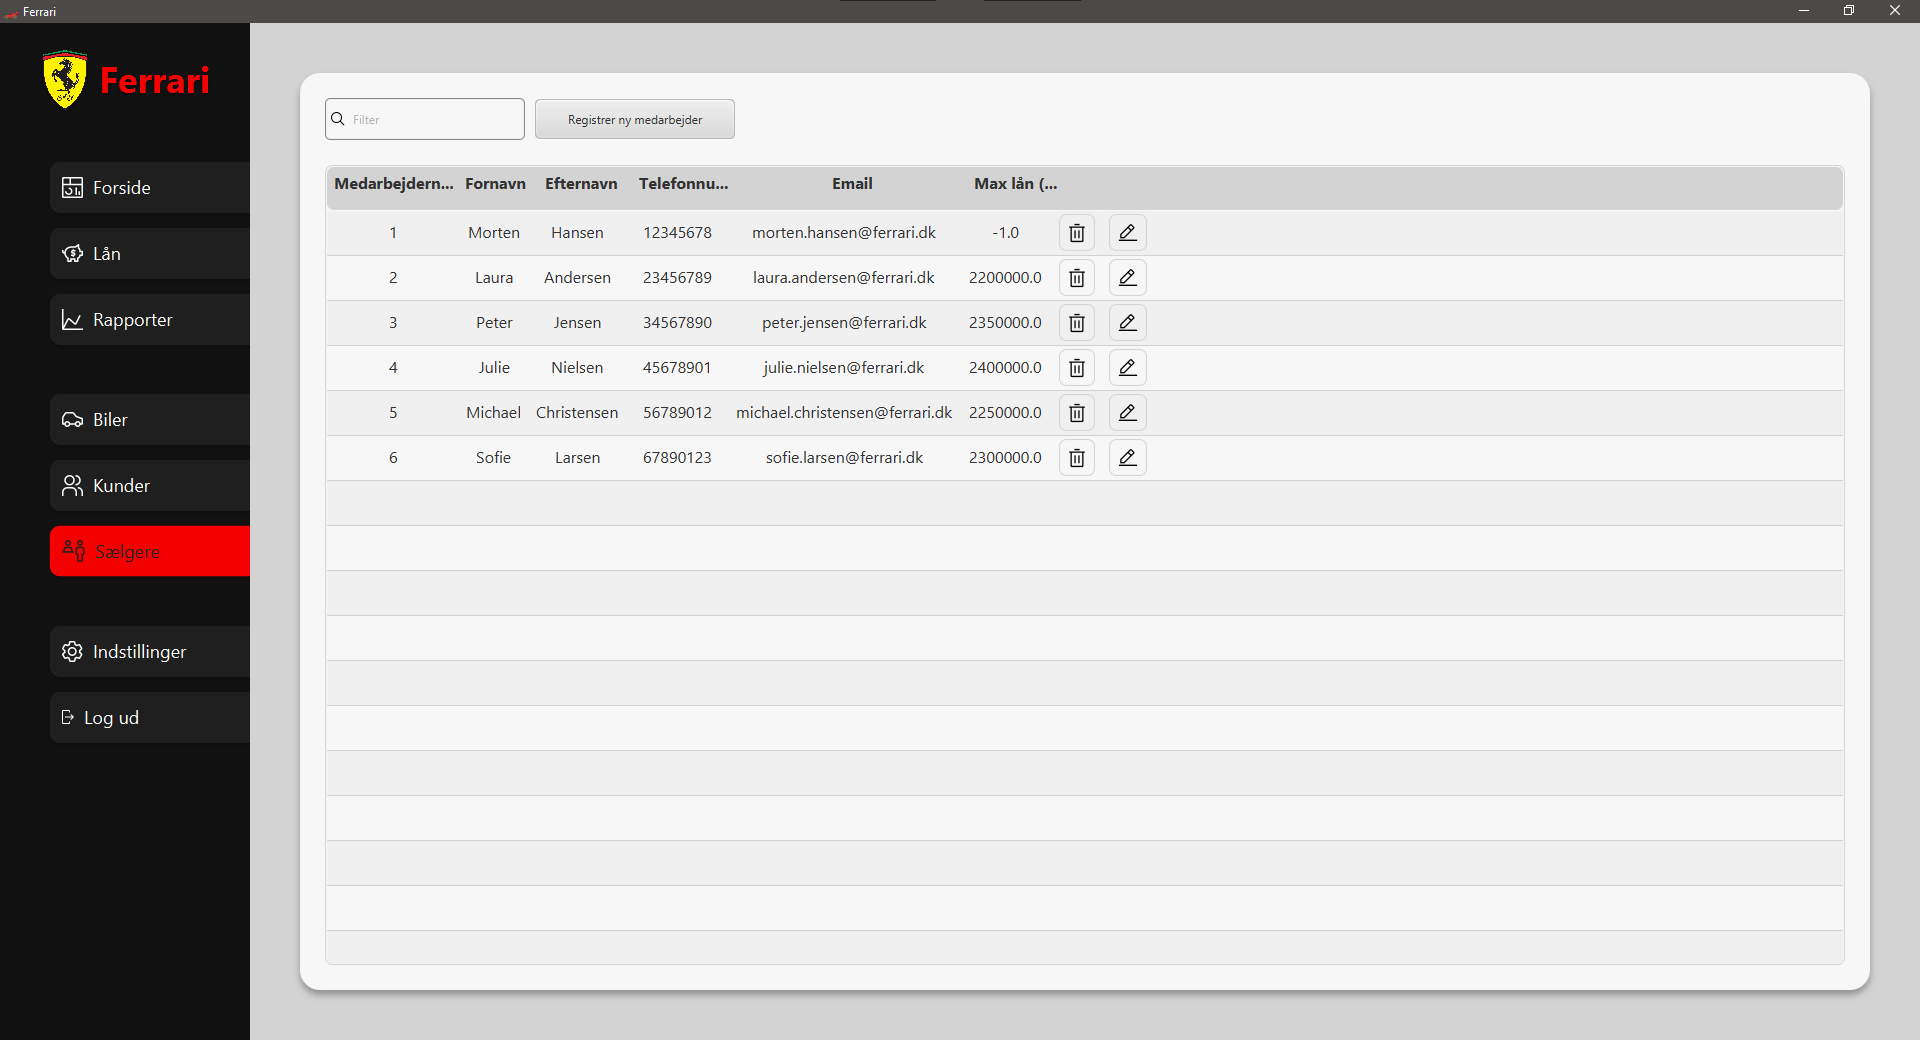 Ferrari
Ferrari
Forside
Lån
Rapporter
Biler
Kunder
Sælgere
Indstillinger
Log ud
Filter
Registrer ny medarbejder
Medarbejdern... Fornavn Efternavn Telefonnu... Email Max lån (...
1 Morten Hansen 12345678 morten.hansen@ferrari.dk -1.0
2 Laura Andersen 23456789 laura.andersen@ferrari.dk 2200000.0
3 Peter Jensen 34567890 peter.jensen@ferrari.dk 2350000.0
4 Julie Nielsen 45678901 julie.nielsen@ferrari.dk 2400000.0
5 Michael Christensen 56789012 michael.christensen@ferrari.dk 2250000.0
6 Sofie Larsen 67890123 sofie.larsen@ferrari.dk 2300000.0